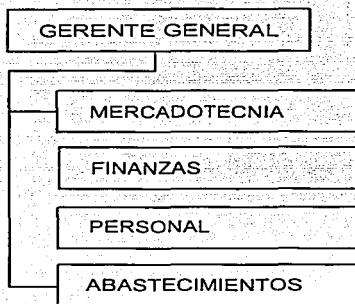 GERENTE GENERAL
MERCADOTECNIA
FINANZAS
PERSONAL
ABASTECIMIENTOS